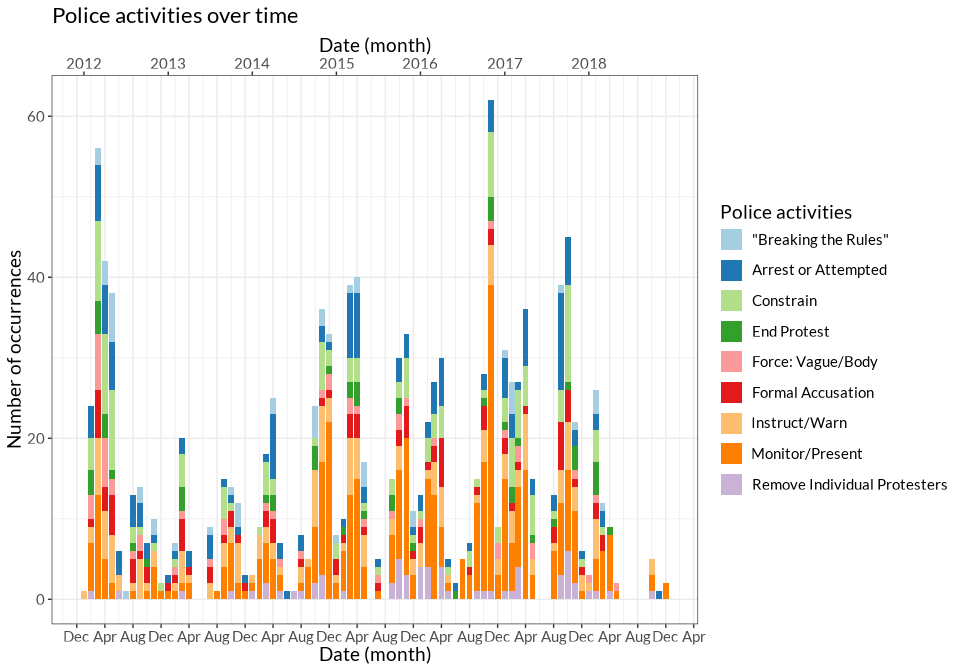 Police activities over time
Date (month)
2012 2013 2014 2015 2016 2017 2018
60
40
20
0
Number of occurrences
Dec Apr Aug Dec Apr Aug Dec Apr Aug Dec Apr Aug Dec Apr Aug Dec Apr Aug Dec Apr Aug Dec Apr
Date (month)
Police activities
"Breaking the Rules"
Arrest or Attempted
Constrain
End Protest
Force: Vague/Body
Formal Accusation
Instruct/Warn
Monitor/Present
Remove Individual Protesters